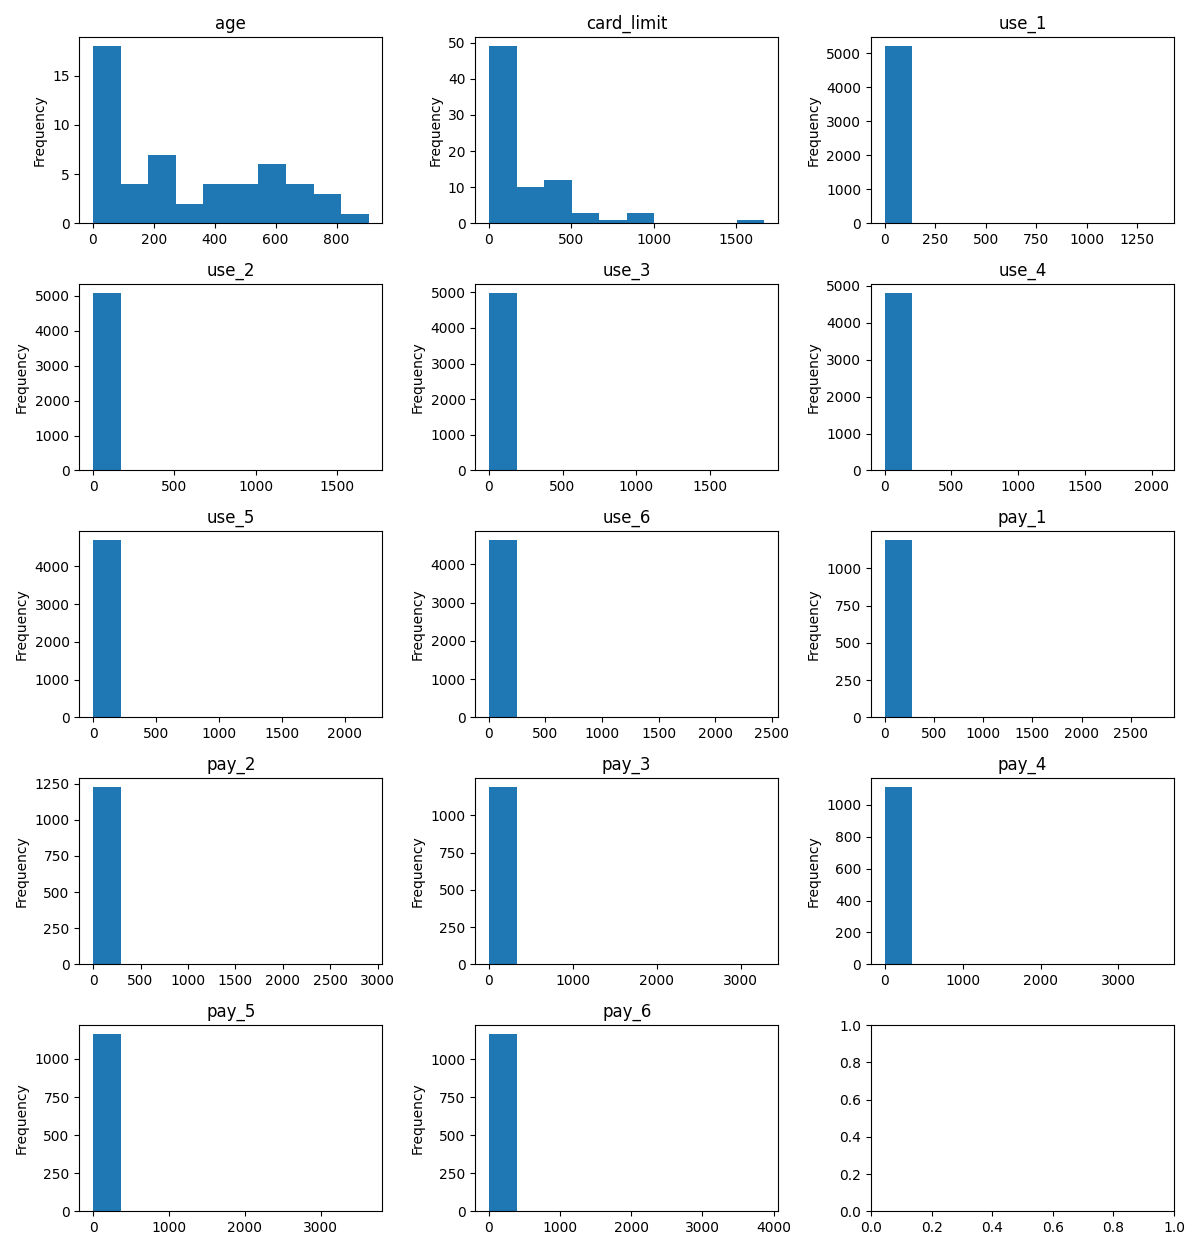 age card_limit use_1
Frequency 0 5 10 15
0 200 400 600 800
Frequency 0 10 20 30 40 50
0 500 1000 1500
Frequency 0 1000 2000 3000 4000 5000
0 250 500 750 1000 1250
use_2 use_3 use_4
Frequency 0 1000 2000 3000 4000 5000
0 500 1000 1500
Frequency 0 1000 2000 3000 4000 5000
0 500 1000 1500
Frequency 0 1000 2000 3000 4000 5000
0 500 1000 1500 2000
use_5 use_6 pay_1
Frequency 0 1000 2000 3000 4000
0 500 1000 1500 2000
Frequency 0 1000 2000 3000 4000
0 500 1000 1500 2000 2500
Frequency 0 250 500 750 1000
0 500 1000 1500 2000 2500
pay_2 pay_3 pay_4
Frequency 0 250 500 750 1000 1250
0 500 1000 1500 2000 2500 3000
Frequency 0 250 500 750 1000
0 1000 2000 3000
Frequency 0 200 400 600 800 1000
0 1000 2000 3000
pay_5 pay_6
Frequency 0 250 500 750 1000
0 1000 2000 3000
Frequency 0 250 500 750 1000
0 1000 2000 3000 4000
0.0 0.2 0.4 0.6 0.8 1.0
0.0 0.2 0.4 0.6 0.8 1.0